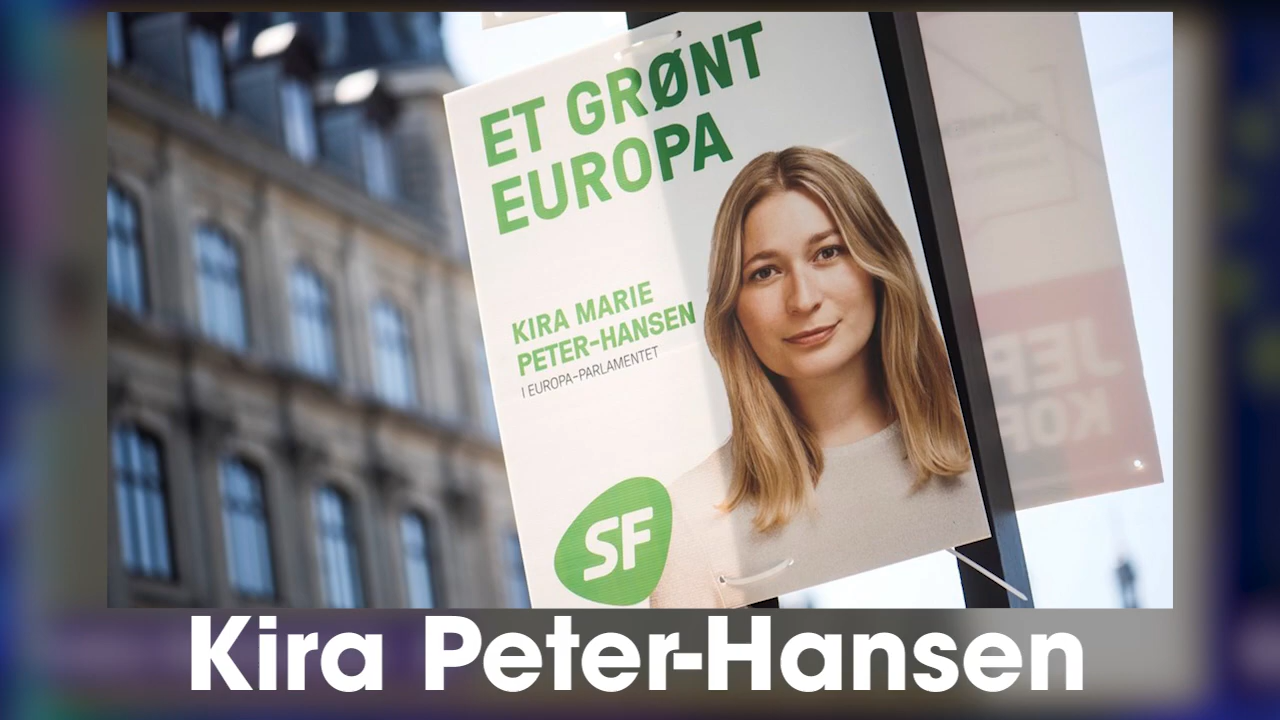 ET GRØNT
EUROPA
KIRA MARIE
PETER-HANSEN
I EUROPA-PARLAMENTET
SF
Kira Peter-Hansen